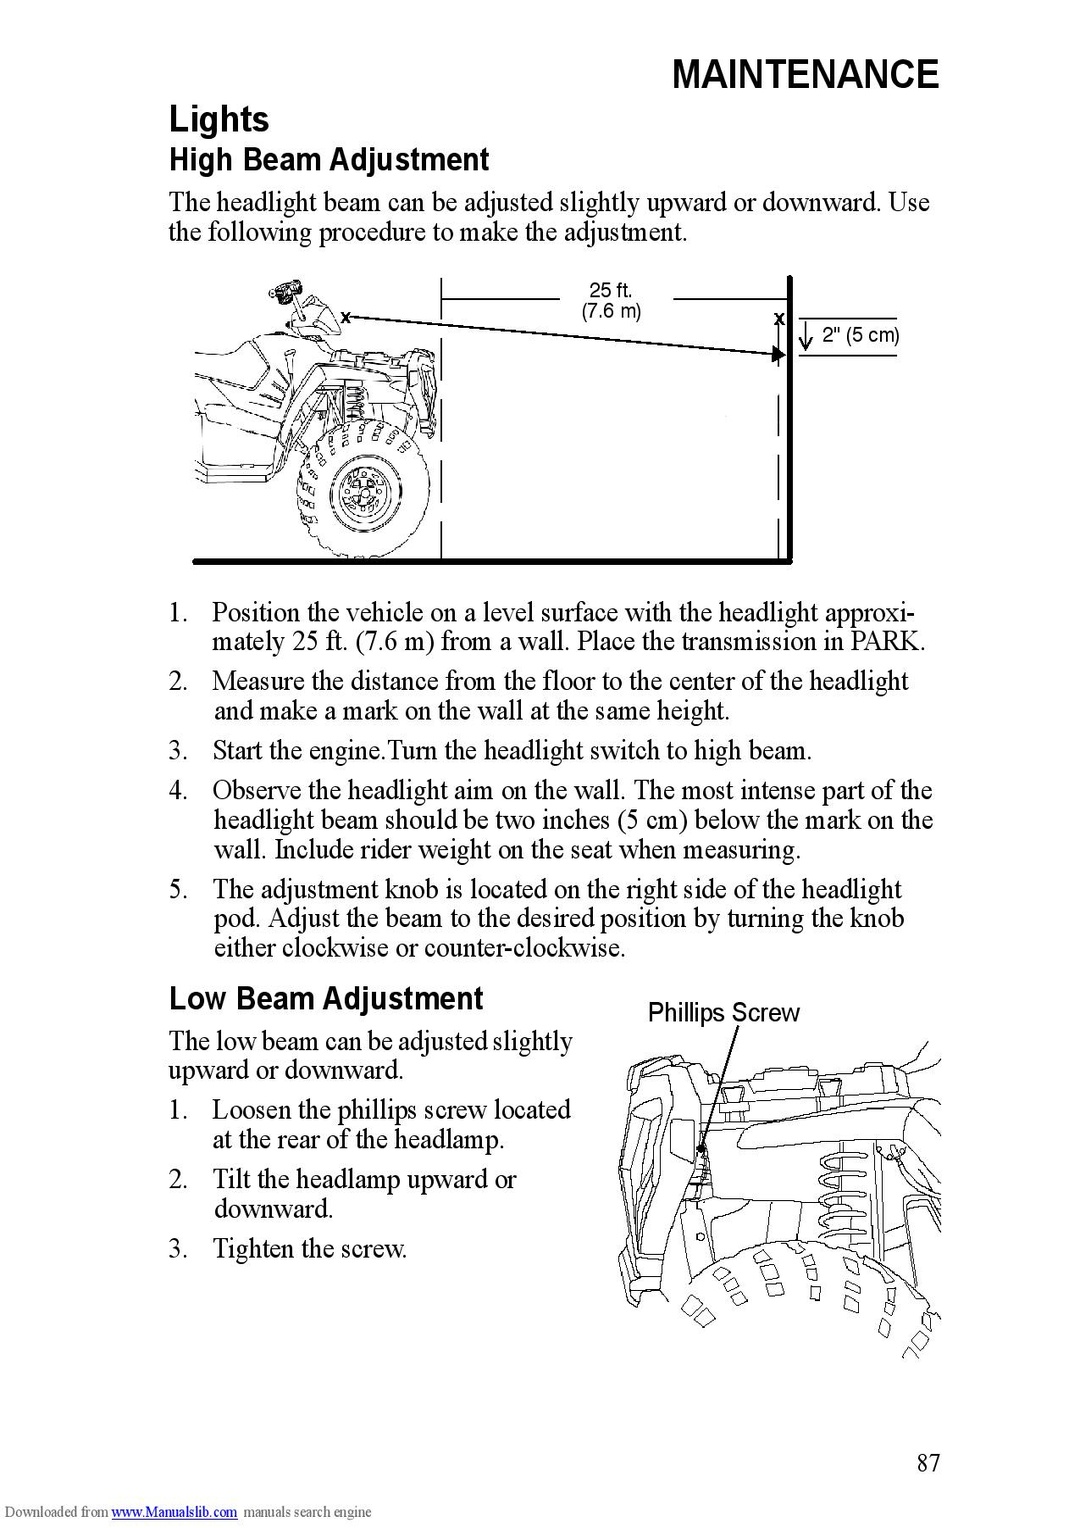 MAINTENANCE
Lights
High Beam Adjustment
The headlight beam can be adjusted slightly upward or downward. Use
the following procedure to make the adjustment.
25 ft.
(7.6 m)
x
x
2" (5 cm)
1. Position the vehicle on a level surface with the headlight approxi-
mately 25 ft. (7.6 m) from a wall. Place the transmission in PARK.
2. Measure the distance from the floor to the center of the headlight
and make a mark on the wall at the same height.
3. Start the engine.Turn the headlight switch to high beam.
4. Observe the headlight aim on the wall. The most intense part of the
headlight beam should be two inches (5 cm) below the mark on the
wall. Include rider weight on the seat when measuring.
5. The adjustment knob is located on the right side of the headlight
pod. Adjust the beam to the desired position by turning the knob
either clockwise or counter-clockwise.
Low Beam Adjustment
The low beam can be adjusted slightly
upward or downward.
1. Loosen the phillips screw located
at the rear of the headlamp.
2. Tilt the headlamp upward or
downward.
3. Tighten the screw.
Phillips Screw
87
Downloaded from www.Manualslib.com manuals search engine